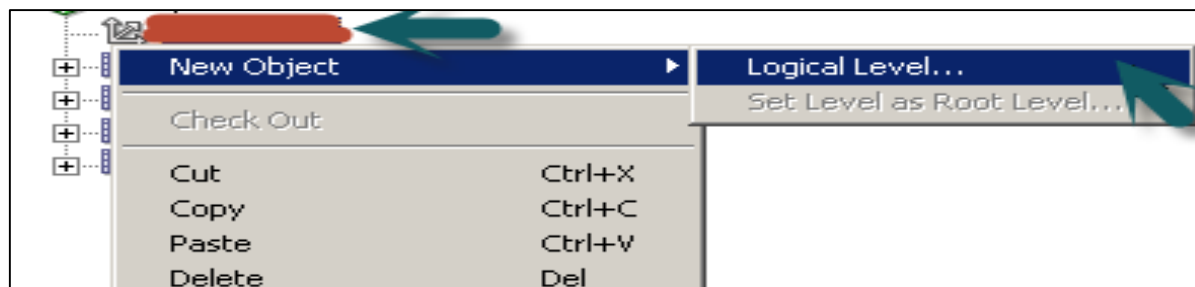 New Object
Logical Level...
Set Level as Root Level...
Check Out
Cut Ctrl+X
Copy Ctrl+C
Paste Ctrl+V
Delete Del